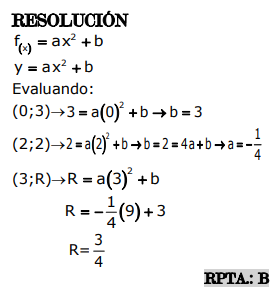 RESOLUCIÓN
f(x) = ax² + b
y = ax² + b
Evaluando:
(0;3)→3 = a(0)² + b → b = 3
(2;2)→2 = a(2)² + b → b = 2 = 4a + b → a = -1/4
(3;R)→R = a(3)² + b
R = -1/4(9) + 3
R = 3/4
RPTA.: B